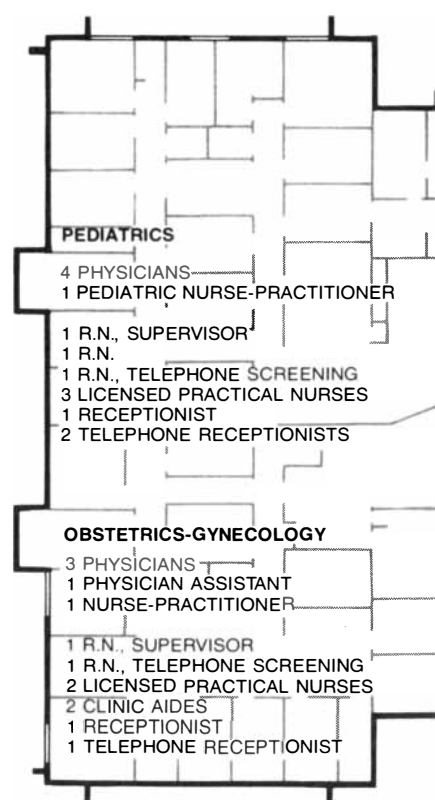 PEDIATRICS
4 PHYSICIANS
1 PEDIATRIC NURSE-PRACTITIONER
1 R.N., SUPERVISOR
1 R.N.
1 R.N., TELEPHONE SCREENING
3 LICENSED PRACTICAL NURSES
1 RECEPTIONIST
2 TELEPHONE RECEPTIONISTS
OBSTETRICS-GYNECOLOGY
3 PHYSICIANS
1 PHYSICIAN ASSISTANT
1 NURSE-PRACTITIONER
1 R.N., SUPERVISOR
1 R.N., TELEPHONE SCREENING
2 LICENSED PRACTICAL NURSES
2 CLINIC AIDES
1 RECEPTIONIST
1 TELEPHONE RECEPTIONIST